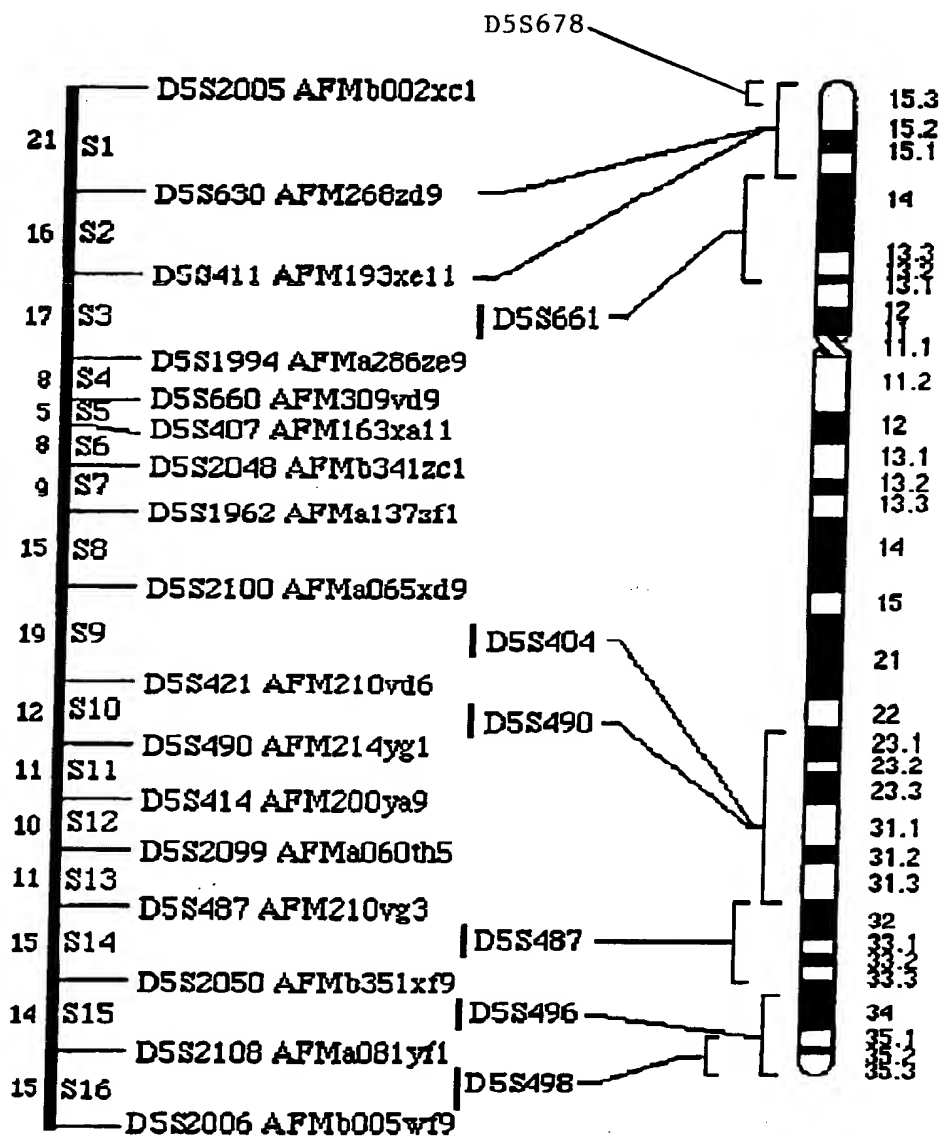 D5S678
D5S2005 AFMb002xc1
21 S1
D5S630 AFM268zd9
16 S2
D5S411 AFM193xe11
17 S3
D5S661
D5S1994 AFMa286ze9
8 S4
D5S660 AFM309vd9
5 S5
D5S407 AFM163xa11
8 S6
D5S2048 AFMb341zc1
9 S7
D5S1962 AFMa137zf1
15 S8
D5S2100 AFMa065xd9
19 S9
D5S404
D5S421 AFM210vd6
12 S10
D5S490
D5S490 AFM214yg1
11 S11
D5S414 AFM200ya9
10 S12
D5S2099 AFMa060th5
11 S13
D5S487 AFM210vg3
15 S14
D5S487
D5S2050 AFMb351xf9
14 S15
D5S496
D5S2108 AFMa081yf1
15 S16
D5S498
D5S2006 AFMb005wf9
15.3
15.2
15.1
14
13.3
13.2
13.1
12
11
11.1
11.2
12
13.1
13.2
13.3
14
15
21
22
23.1
23.2
23.3
31.1
31.2
31.3
32
33.1
33.2
33.3
34
35.1
35.2
35.3